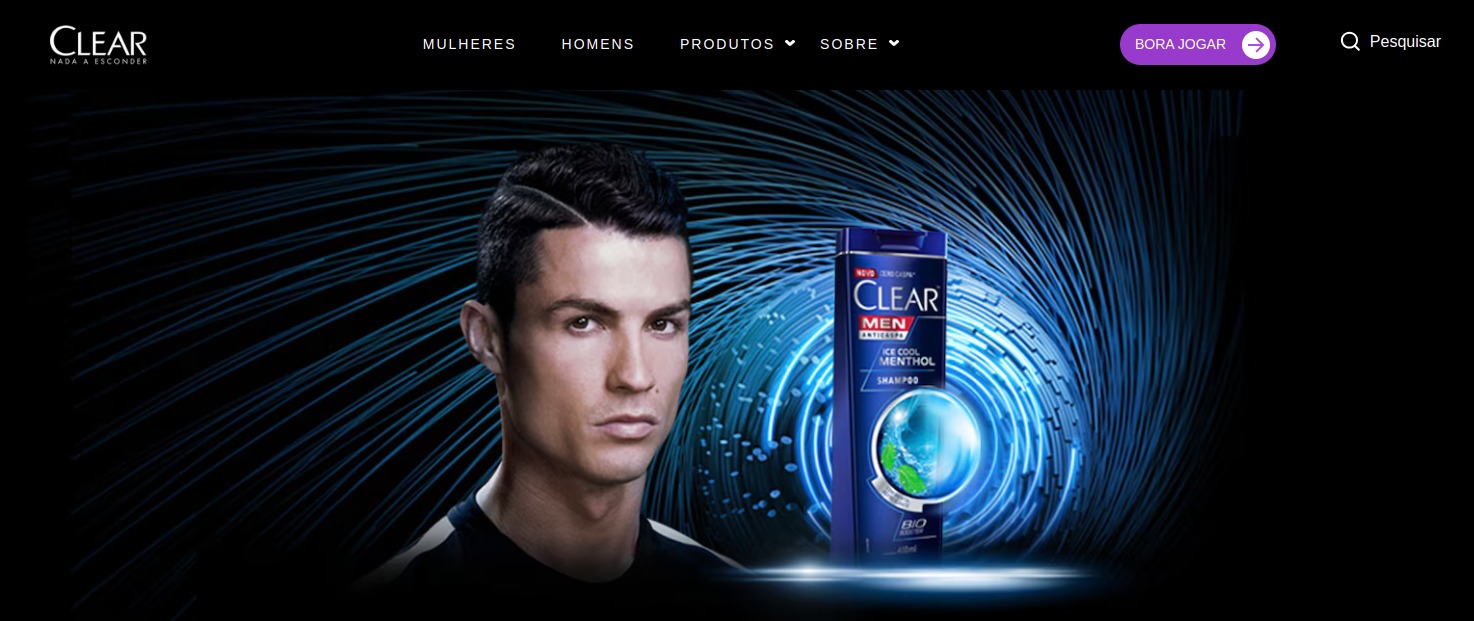 CLEAR
NADA A ESCONDER
MULHERES
HOMENS
PRODUTOS
SOBRE
BORA JOGAR
Pesquisar
NOVO ZERO CASPA*
CLEAR
MEN
ANTICASPA
ICE COOL
MENTHOL
SHAMPOO
BIO
BOOSTER
400ml